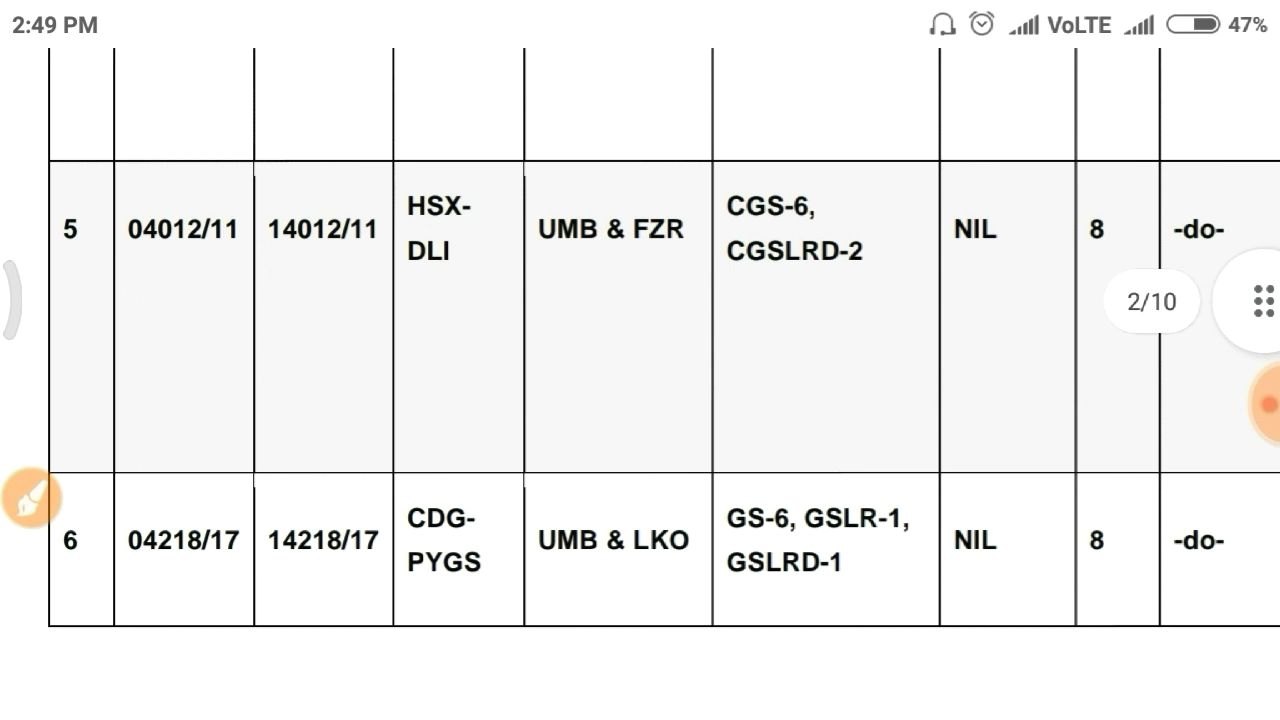 2:49 PM VoLTE 47%
5 04012/11 14012/11 HSX- UMB & FZR CGS-6, NIL 8 -do-
DLI CGSLRD-2
2/10
6 04218/17 14218/17 CDG- UMB & LKO GS-6, GSLR-1, NIL 8 -do-
PYGS GSLRD-1